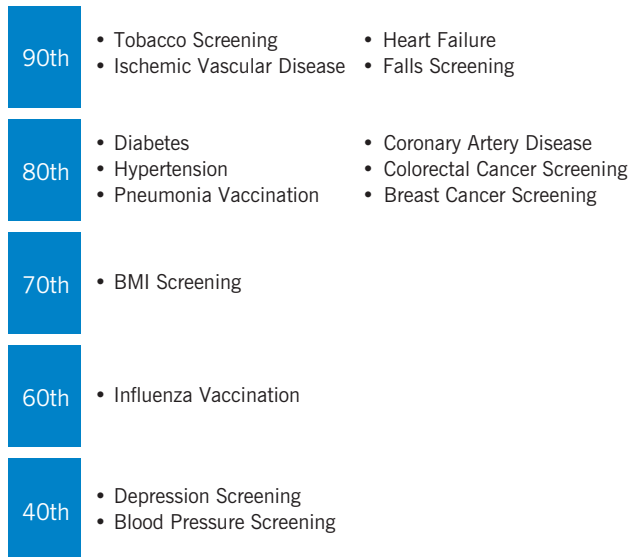 90th
• Tobacco Screening
• Ischemic Vascular Disease
• Heart Failure
• Falls Screening
80th
• Diabetes
• Hypertension
• Pneumonia Vaccination
• Coronary Artery Disease
• Colorectal Cancer Screening
• Breast Cancer Screening
70th
• BMI Screening
60th
• Influenza Vaccination
40th
• Depression Screening
• Blood Pressure Screening